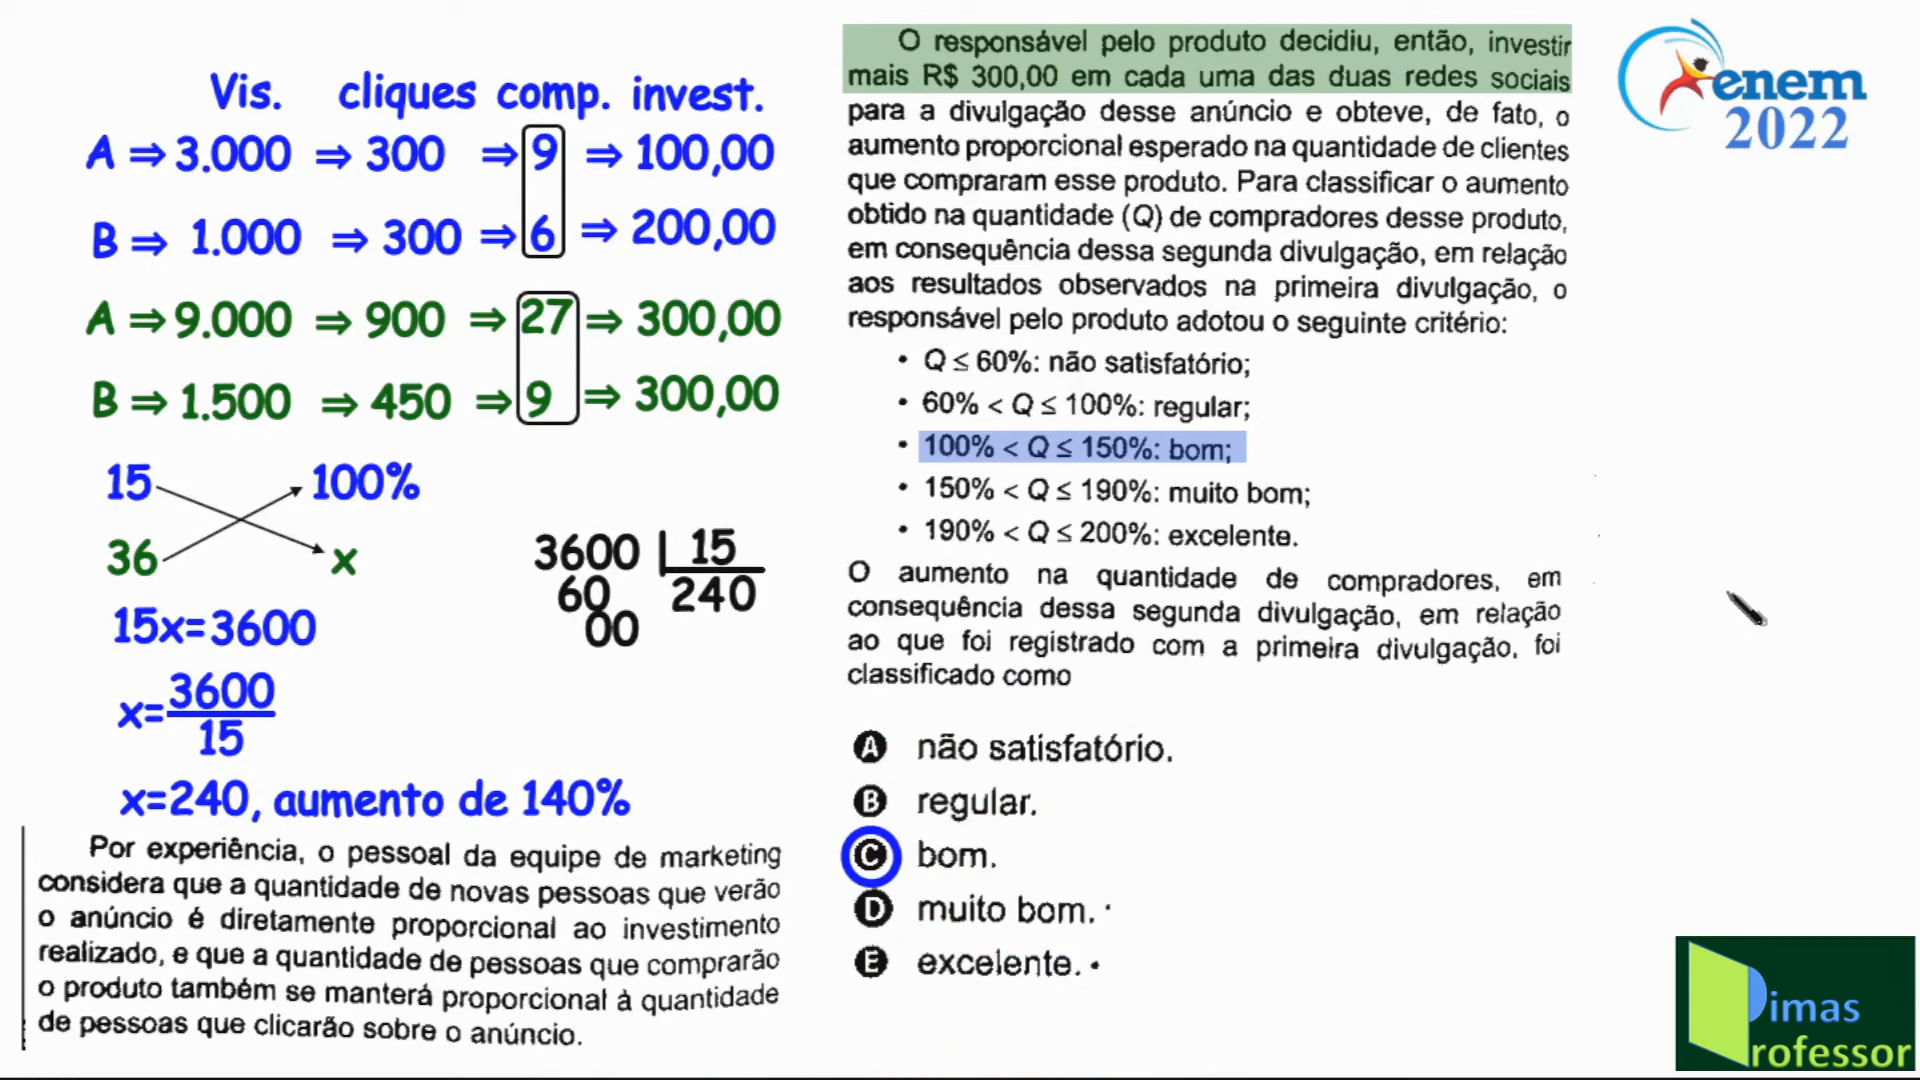 Vis. cliques comp. invest.
A ⇒ 3.000 ⇒ 300 ⇒ 9 ⇒ 100,00
B ⇒ 1.000 ⇒ 300 ⇒ 6 ⇒ 200,00
A ⇒ 9.000 ⇒ 900 ⇒ 27 ⇒ 300,00
B ⇒ 1.500 ⇒ 450 ⇒ 9 ⇒ 300,00
15 100%
36 x
15x=3600
x=3600
15
x=240, aumento de 140%
3600 15
60 240
00
Por experiência, o pessoal da equipe de marketing
considera que a quantidade de novas pessoas que verão
o anúncio é diretamente proporcional ao investimento
realizado, e que a quantidade de pessoas que comprarão
o produto também se manterá proporcional à quantidade
de pessoas que clicarão sobre o anúncio.
O responsável pelo produto decidiu, então, investir
mais R$ 300,00 em cada uma das duas redes sociais
para a divulgação desse anúncio e obteve, de fato, o
aumento proporcional esperado na quantidade de clientes
que compraram esse produto. Para classificar o aumento
obtido na quantidade (Q) de compradores desse produto,
em consequência dessa segunda divulgação, em relação
aos resultados observados na primeira divulgação, o
responsável pelo produto adotou o seguinte critério:
• Q ≤ 60%: não satisfatório;
• 60% < Q ≤ 100%: regular;
• 100% < Q ≤ 150%: bom;
• 150% < Q ≤ 190%: muito bom;
• 190% < Q ≤ 200%: excelente.
O aumento na quantidade de compradores, em
consequência dessa segunda divulgação, em relação
ao que foi registrado com a primeira divulgação, foi
classificado como
A não satisfatório.
B regular.
C bom.
D muito bom.
E excelente.
enem
2022
Dimas
Professor